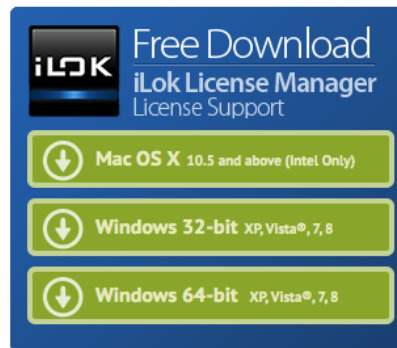 iLOK
Free Download
iLok License Manager
License Support
Mac OS X 10.5 and above (Intel Only)
Windows 32-bit XP, Vista®, 7, 8
Windows 64-bit XP, Vista®, 7, 8